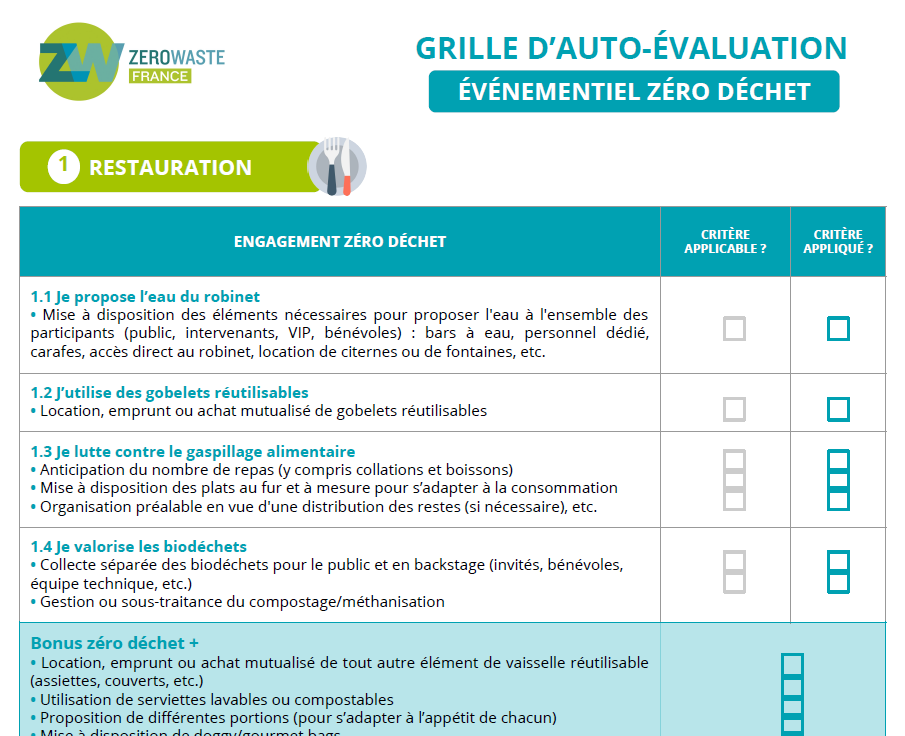 ZW ZEROWASTE
FRANCE
GRILLE D'AUTO-ÉVALUATION
ÉVÉNEMENTIEL ZÉRO DÉCHET
1 RESTAURATION
ENGAGEMENT ZÉRO DÉCHET
CRITÈRE
APPLICABLE ?
CRITÈRE
APPLIQUÉ ?
1.1 Je propose l'eau du robinet
• Mise à disposition des éléments nécessaires pour proposer l'eau à l'ensemble des
participants (public, intervenants, VIP, bénévoles) : bars à eau, personnel dédié,
carafes, accès direct au robinet, location de citernes ou de fontaines, etc.
1.2 J'utilise des gobelets réutilisables
• Location, emprunt ou achat mutualisé de gobelets réutilisables
1.3 Je lutte contre le gaspillage alimentaire
• Anticipation du nombre de repas (y compris collations et boissons)
• Mise à disposition des plats au fur et à mesure pour s'adapter à la consommation
• Organisation préalable en vue d'une distribution des restes (si nécessaire), etc.
1.4 Je valorise les biodéchets
• Collecte séparée des biodéchets pour le public et en backstage (invités, bénévoles,
équipe technique, etc.)
• Gestion ou sous-traitance du compostage/méthanisation
Bonus zéro déchet +
• Location, emprunt ou achat mutualisé de tout autre élément de vaisselle réutilisable
(assiettes, couverts, etc.)
• Utilisation de serviettes lavables ou compostables
• Proposition de différentes portions (pour s'adapter à l'appétit de chacun)
• Mise à disposition de doggy/gourmet bags